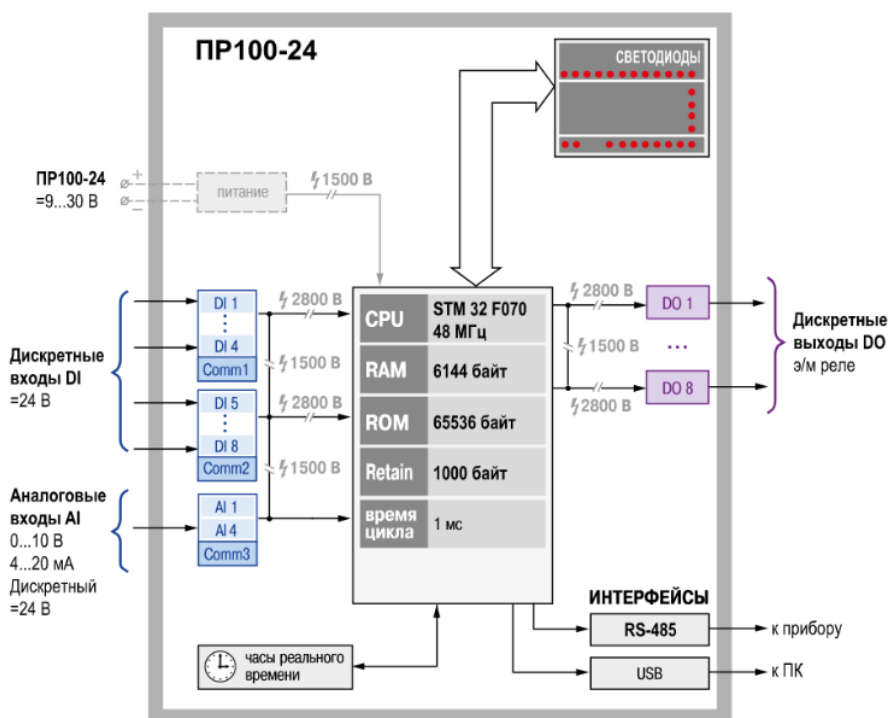 ПР100-24
СВЕТОДИОДЫ
ПР100-24
=9...30 В
+
–
питание
1500 В
Дискретные
входы DI
=24 В
DI 1
DI 4
Comm1
DI 5
DI 8
Comm2
2800 В
1500 В
2800 В
1500 В
Аналоговые
входы AI
0...10 В
4...20 мА
Дискретный
=24 В
AI 1
AI 4
Comm3
CPU
STM 32 F070
48 МГц
RAM
6144 байт
ROM
65536 байт
Retain
1000 байт
время
цикла
1 мс
2800 В
1500 В
2800 В
DO 1
...
DO 8
Дискретные
выходы DO
э/м реле
часы реального
времени
ИНТЕРФЕЙСЫ
RS-485
к прибору
USB
к ПК